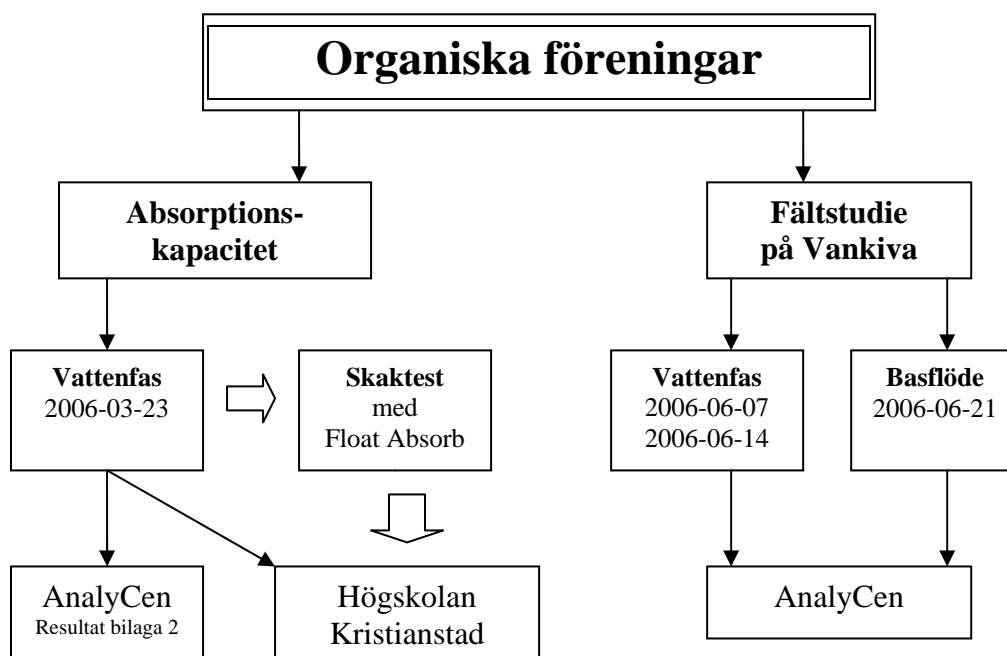 Organiska föreningar
Absorptions-
kapacitet
Fältstudie
på Vankiva
Vattenfas
2006-03-23
Skaktest
med
Float Absorb
Vattenfas
2006-06-07
2006-06-14
Basflöde
2006-06-21
AnalyCen
Resultat bilaga 2
Högskolan
Kristianstad
AnalyCen